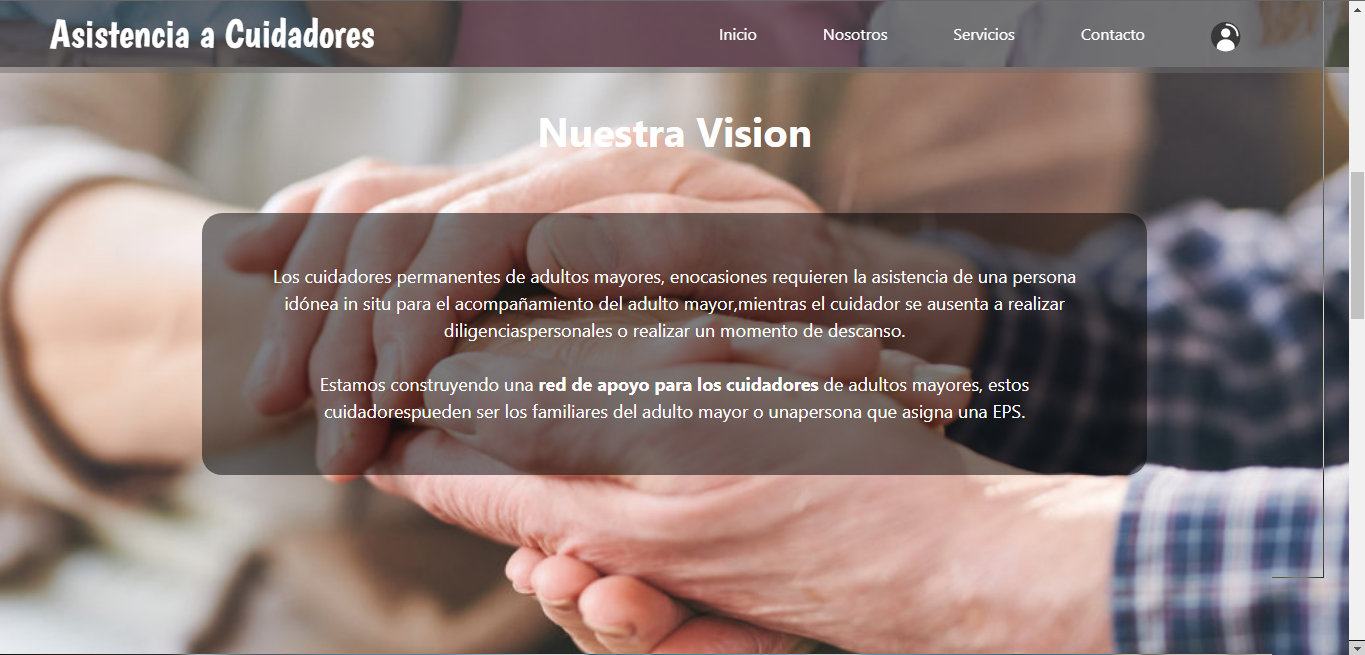 Asistencia a Cuidadores
Inicio Nosotros Servicios Contacto
Nuestra Vision
Los cuidadores permanentes de adultos mayores, enocasiones requieren la asistencia de una persona
idónea in situ para el acompañamiento del adulto mayor,mientras el cuidador se ausenta a realizar
diligenciaspersonales o realizar un momento de descanso.
Estamos construyendo una red de apoyo para los cuidadores de adultos mayores, estos
cuidadorespueden ser los familiares del adulto mayor o unapersona que asigna una EPS.